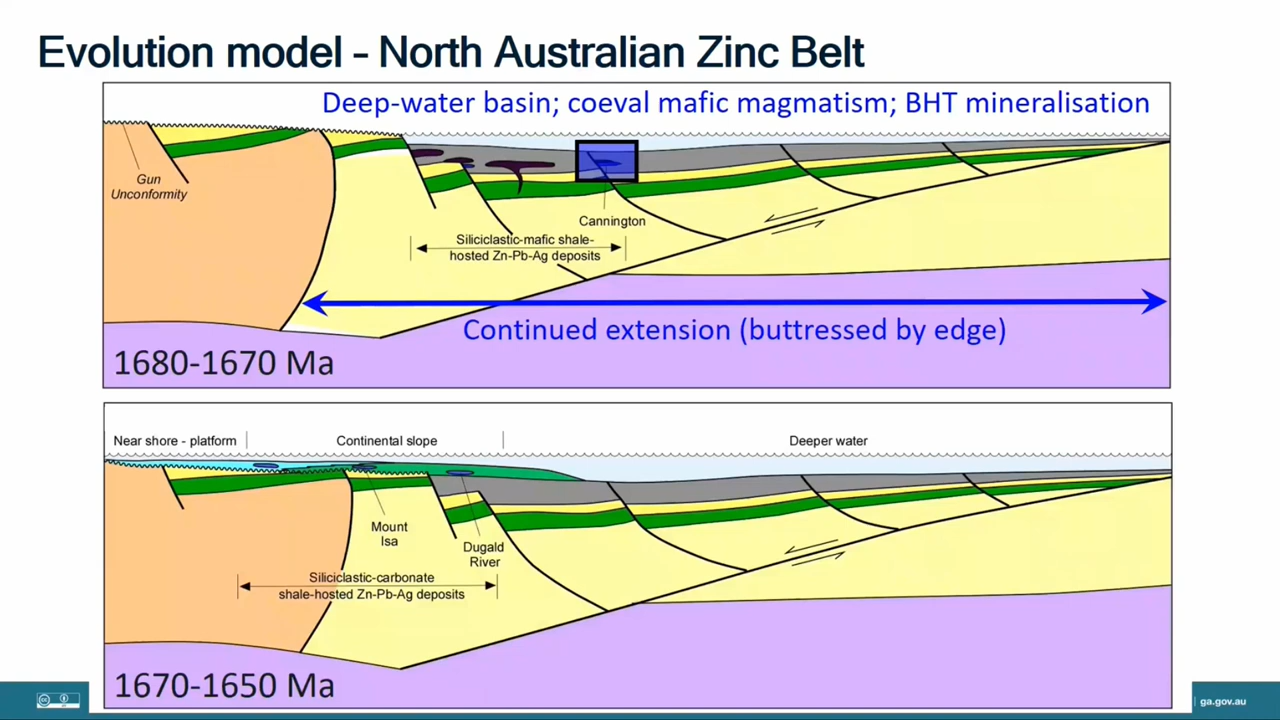 Evolution model – North Australian Zinc Belt
Deep-water basin; coeval mafic magmatism; BHT mineralisation
Gun
Unconformity
Cannington
Siliciclastic-mafic shale-
hosted Zn-Pb-Ag deposits
Continued extension (buttressed by edge)
1680-1670 Ma
Near shore - platform
Continental slope
Deeper water
Mount
Isa
Dugald
River
Siliciclastic-carbonate
shale-hosted Zn-Pb-Ag deposits
1670-1650 Ma
cc
ga.gov.au